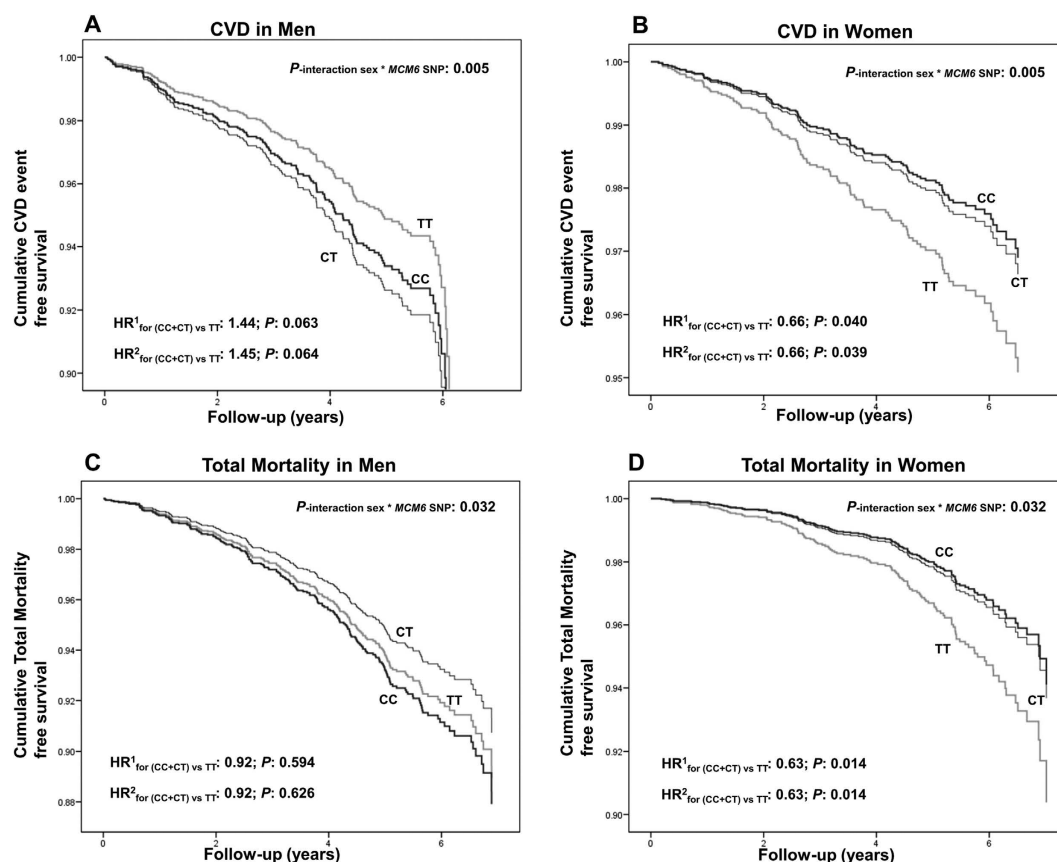 A
CVD in Men
P-interaction sex * MCM6 SNP: 0.005
Cumulative CVD event
free survival
1.00
0.98
0.96
0.94
0.92
0.90
TT
CT
CC
HR¹for (CC+CT) vs TT: 1.44; P: 0.063
HR²for (CC+CT) vs TT: 1.45; P: 0.064
0
2
4
6
Follow-up (years)
B
CVD in Women
P-interaction sex * MCM6 SNP: 0.005
Cumulative CVD event
free survival
1.00
0.99
0.98
0.97
0.96
0.95
CC
TT
CT
HR¹for (CC+CT) vs TT: 0.66; P: 0.040
HR²for (CC+CT) vs TT: 0.66; P: 0.039
0
2
4
6
Follow-up (years)
C
Total Mortality in Men
P-interaction sex * MCM6 SNP: 0.032
Cumulative Total Mortality
free survival
1.00
0.98
0.96
0.94
0.92
0.90
0.88
CT
CC
TT
HR¹for (CC+CT) vs TT: 0.92; P: 0.594
HR²for (CC+CT) vs TT: 0.92; P: 0.626
0
2
4
6
Follow-up (years)
D
Total Mortality in Women
P-interaction sex * MCM6 SNP: 0.032
Cumulative Total Mortality
free survival
1.00
0.98
0.96
0.94
0.92
0.90
CC
TT
CT
HR¹for (CC+CT) vs TT: 0.63; P: 0.014
HR²for (CC+CT) vs TT: 0.63; P: 0.014
0
2
4
6
Follow-up (years)